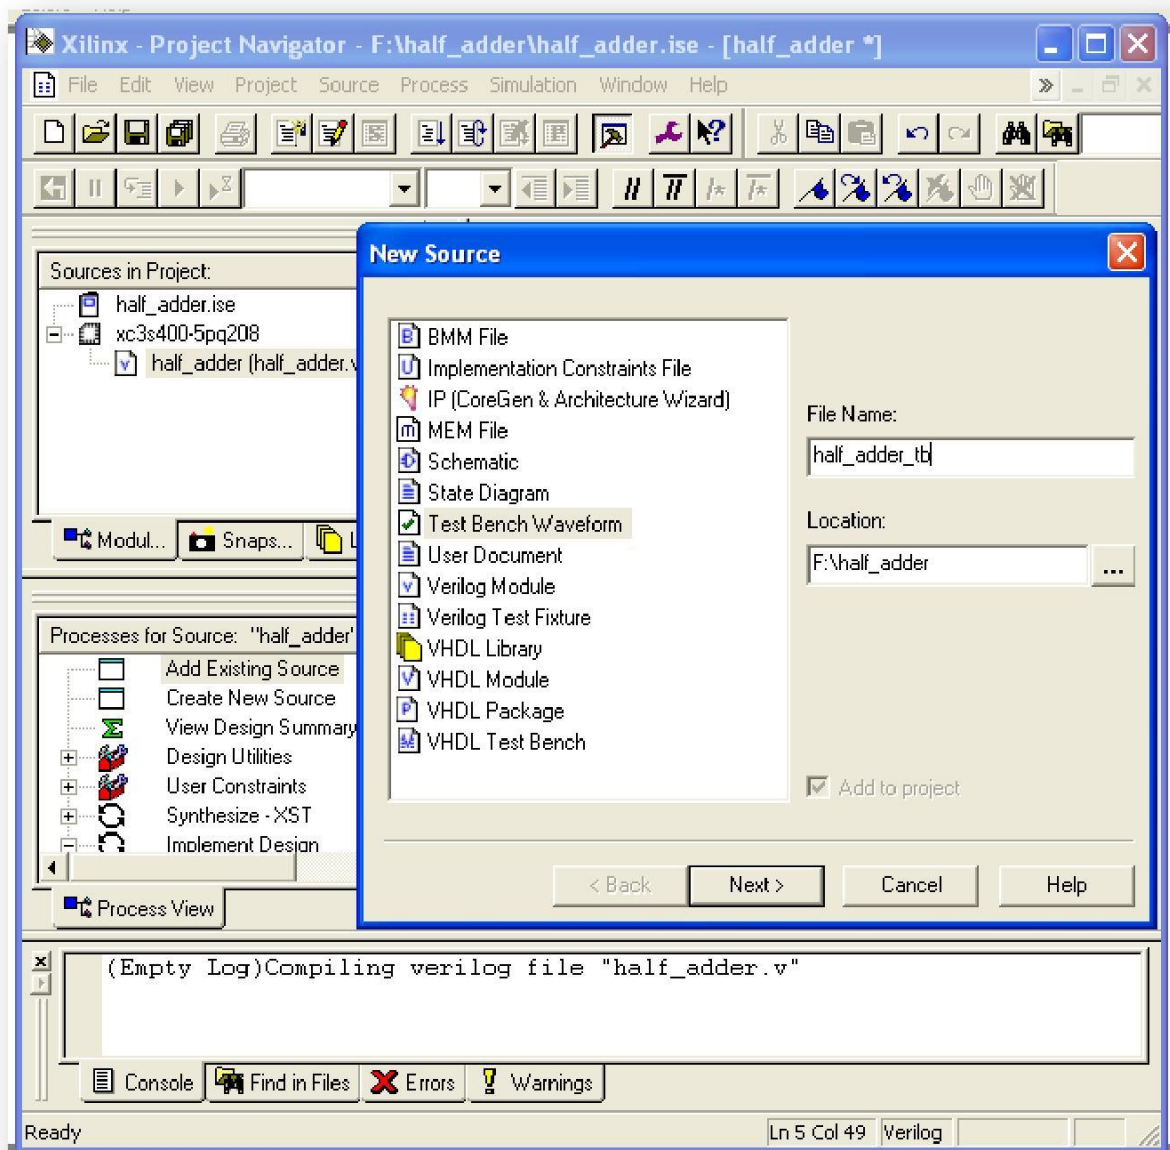 Xilinx - Project Navigator - F:\half_adder\half_adder.ise - [half_adder *]
File Edit View Project Source Process Simulation Window Help
Sources in Project:
half_adder.ise
xc3s400-5pq208
half_adder (half_adder.v
Modul... Snaps... L
Processes for Source: "half_adder"
Add Existing Source
Create New Source
View Design Summary
Design Utilities
User Constraints
Synthesize - XST
Implement Design
Process View
New Source
BMM File
Implementation Constraints File
IP (CoreGen & Architecture Wizard)
MEM File
Schematic
State Diagram
Test Bench Waveform
User Document
Verilog Module
Verilog Test Fixture
VHDL Library
VHDL Module
VHDL Package
VHDL Test Bench
File Name:
half_adder_tb
Location:
F:\half_adder
...
Add to project
< Back Next > Cancel Help
(Empty Log)Compiling verilog file "half_adder.v"
Console Find in Files Errors Warnings
Ready Ln 5 Col 49 Verilog